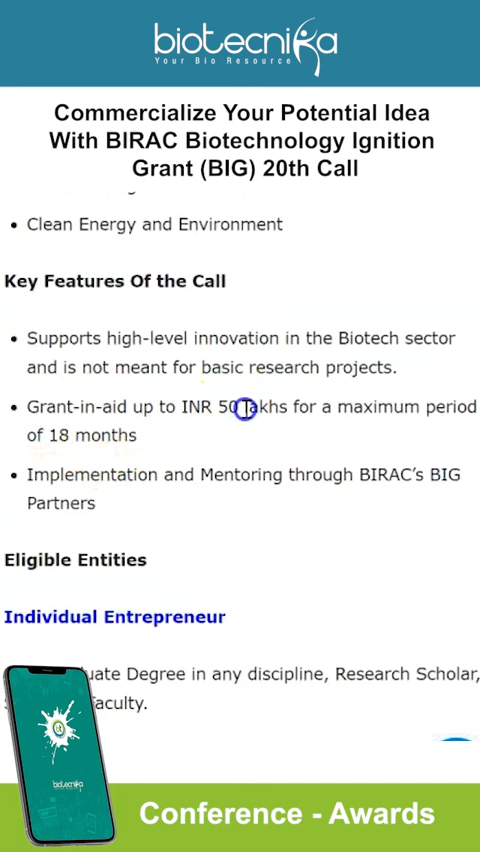 biotecnika
Your Bio Resource
Commercialize Your Potential Idea
With BIRAC Biotechnology Ignition
Grant (BIG) 20th Call
• Clean Energy and Environment
Key Features Of the Call
• Supports high-level innovation in the Biotech sector
and is not meant for basic research projects.
• Grant-in-aid up to INR 50 lakhs for a maximum period
of 18 months
• Implementation and Mentoring through BIRAC’s BIG
Partners
Eligible Entities
Individual Entrepreneur
Degree in any discipline, Research Scholar,
biotecnika
Conference - Awards